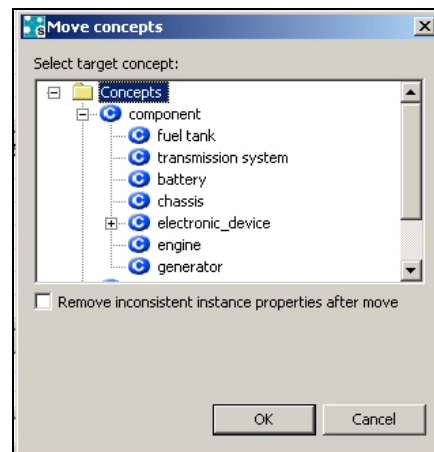 Move concepts
Select target concept:
Concepts
component
fuel tank
transmission system
battery
chassis
electronic_device
engine
generator
Remove inconsistent instance properties after move
OK Cancel